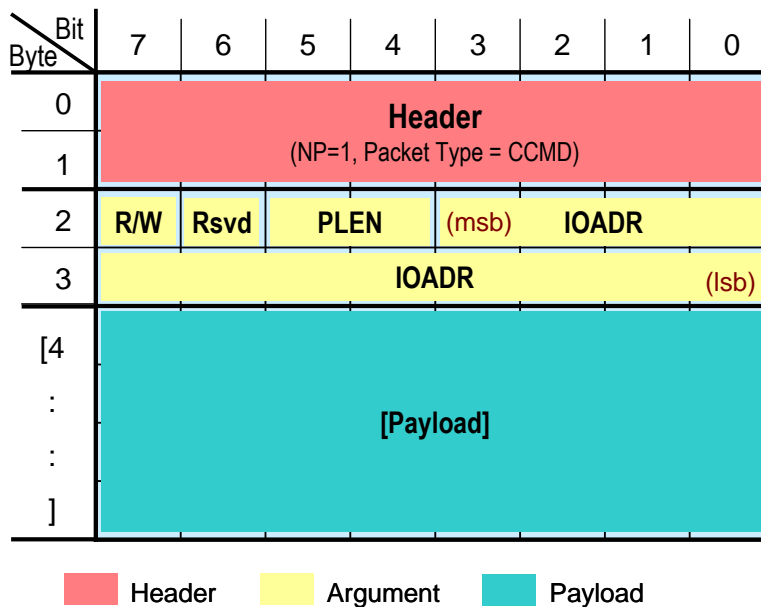 Bit
Byte 7 6 5 4 3 2 1 0
0
Header
(NP=1, Packet Type = CCMD)
1
2 R/W Rsvd PLEN (msb) IOADR
3 IOADR (lsb)
[4
:
[Payload]
:
]
Header Argument Payload